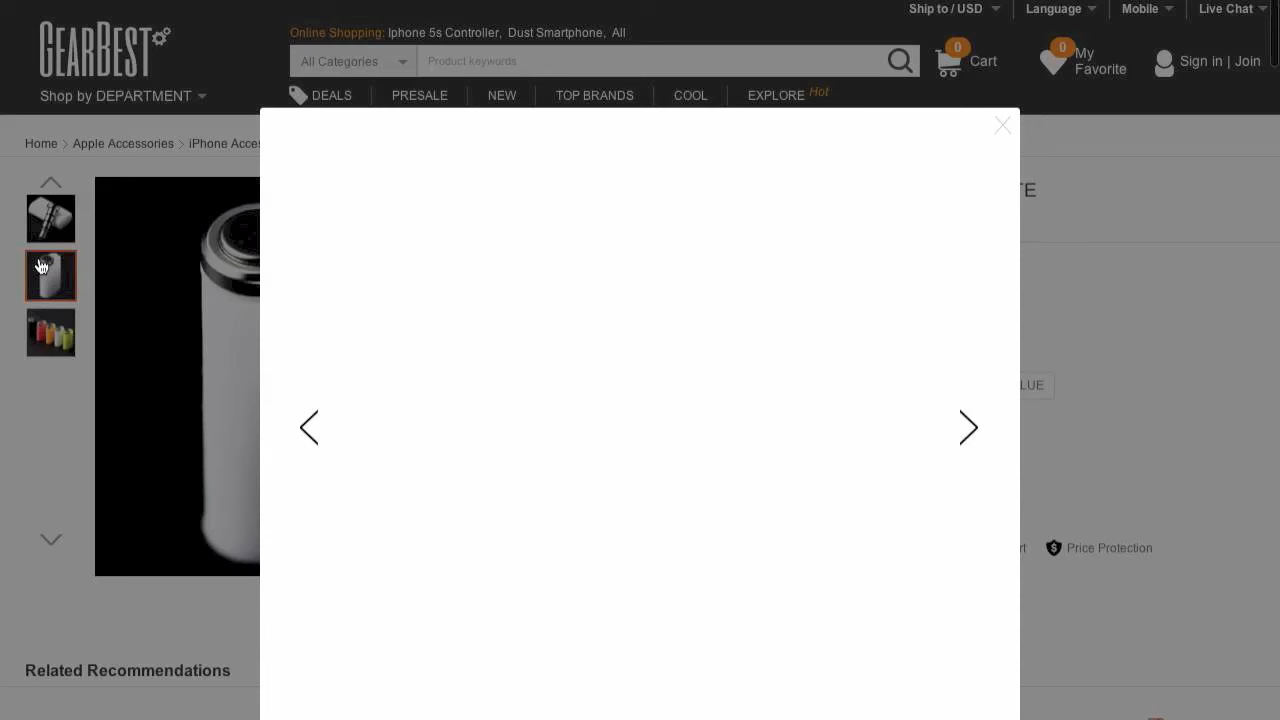 Ship to / USD Language Mobile Live Chat
GEARBEST
Online Shopping: Iphone 5s Controller, Dust Smartphone, All
All Categories Product keywords
0 Cart
0 My Favorite
Sign in | Join
Shop by DEPARTMENT
DEALS PRESALE NEW TOP BRANDS COOL EXPLORE Hot
Home > Apple Accessories > iPhone Acces
TE
LUE
rt Price Protection
Related Recommendations